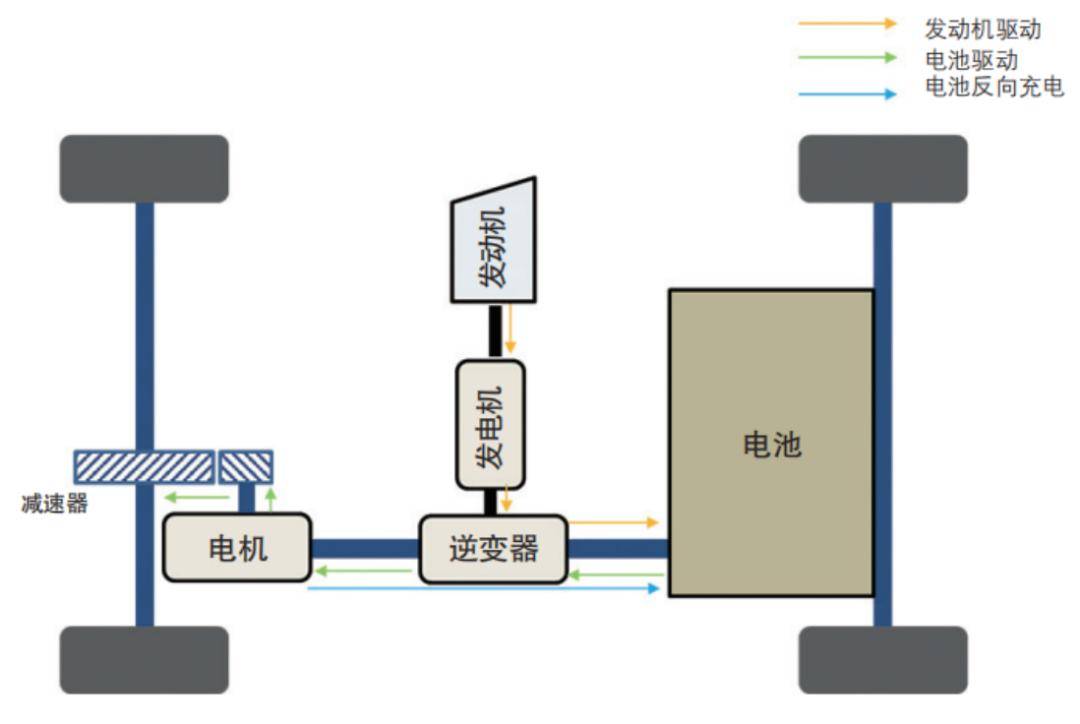 发动机驱动
电池驱动
电池反向充电
发动机
发电机
电池
减速器
电机
逆变器